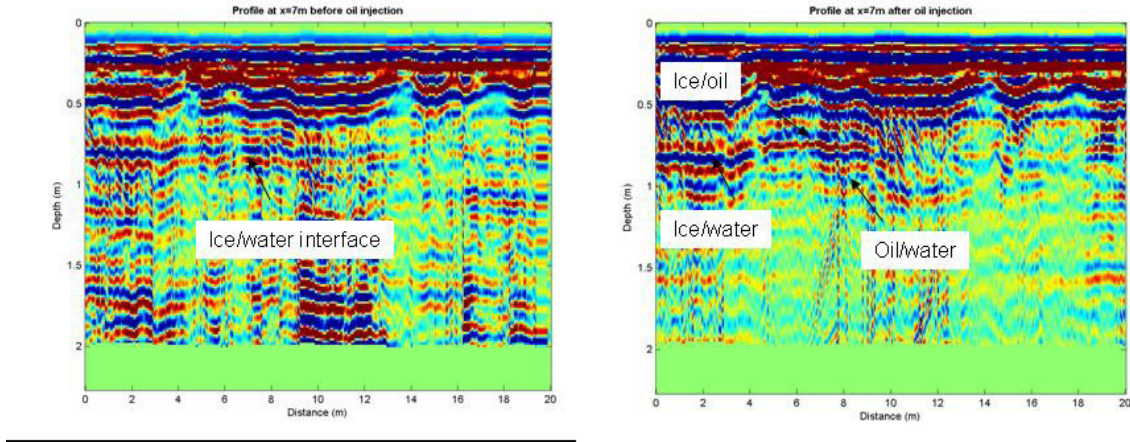 Profile at x=7m before oil injection
0
0.5
1
1.5
2
Depth (m)
Ice/water interface
0 2 4 6 8 10 12 14 16 18 20
Distance (m)
Profile at x=7m after oil injection
0
0.5
1
1.5
2
Depth (m)
Ice/oil
Ice/water
Oil/water
0 2 4 6 8 10 12 14 16 18 20
Distance (m)